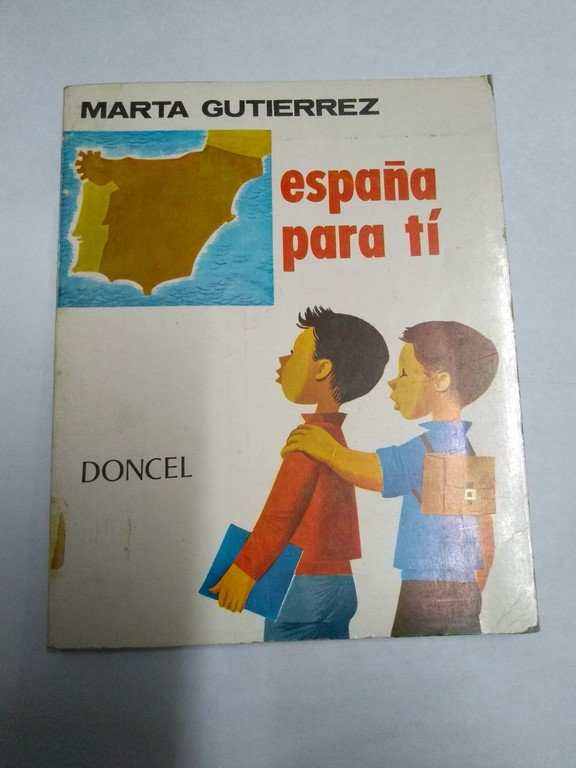 MARTA GUTIERREZ
españa
para tí
DONCEL